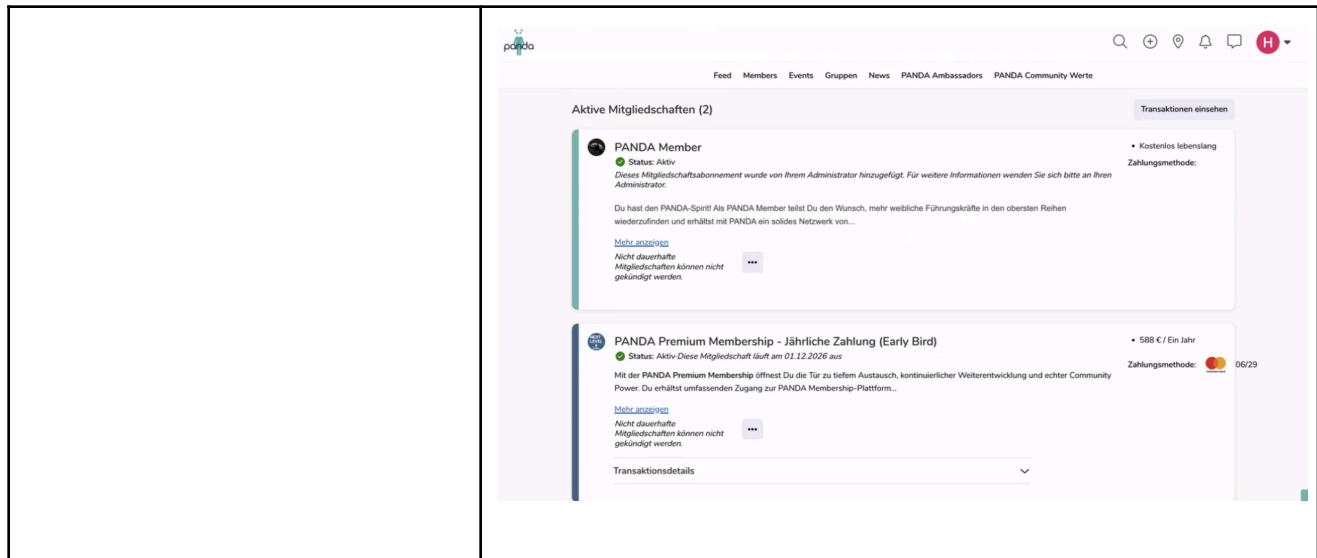 panda
H
Feed Members Events Gruppen News PANDA Ambassadors PANDA Community Werte
Aktive Mitgliedschaften (2)
Transaktionen einsehen
PANDA Member
Status: Aktiv
Dieses Mitgliedschaftsabonnement wurde von Ihrem Administrator hinzugefügt. Für weitere Informationen wenden Sie sich bitte an Ihren
Administrator.
Du hast den PANDA-Spirit! Als PANDA Member teilst Du den Wunsch, mehr weibliche Führungskräfte in den obersten Reihen
wiederzufinden und erhältst mit PANDA ein solides Netzwerk von...
Mehr anzeigen
Nicht dauerhafte
Mitgliedschaften können nicht
gekündigt werden.
• Kostenlos lebenslang
Zahlungsmethode:
NEXT
LEVEL
PANDA Premium Membership - Jährliche Zahlung (Early Bird)
Status: Aktiv-Diese Mitgliedschaft läuft am 01.12.2026 aus
Mit der PANDA Premium Membership öffnest Du die Tür zu tiefem Austausch, kontinuierlicher Weiterentwicklung und echter Community
Power. Du erhältst umfassenden Zugang zur PANDA Membership-Plattform...
Mehr anzeigen
Nicht dauerhafte
Mitgliedschaften können nicht
gekündigt werden.
• 588 € / Ein Jahr
Zahlungsmethode: 06/29
Transaktionsdetails